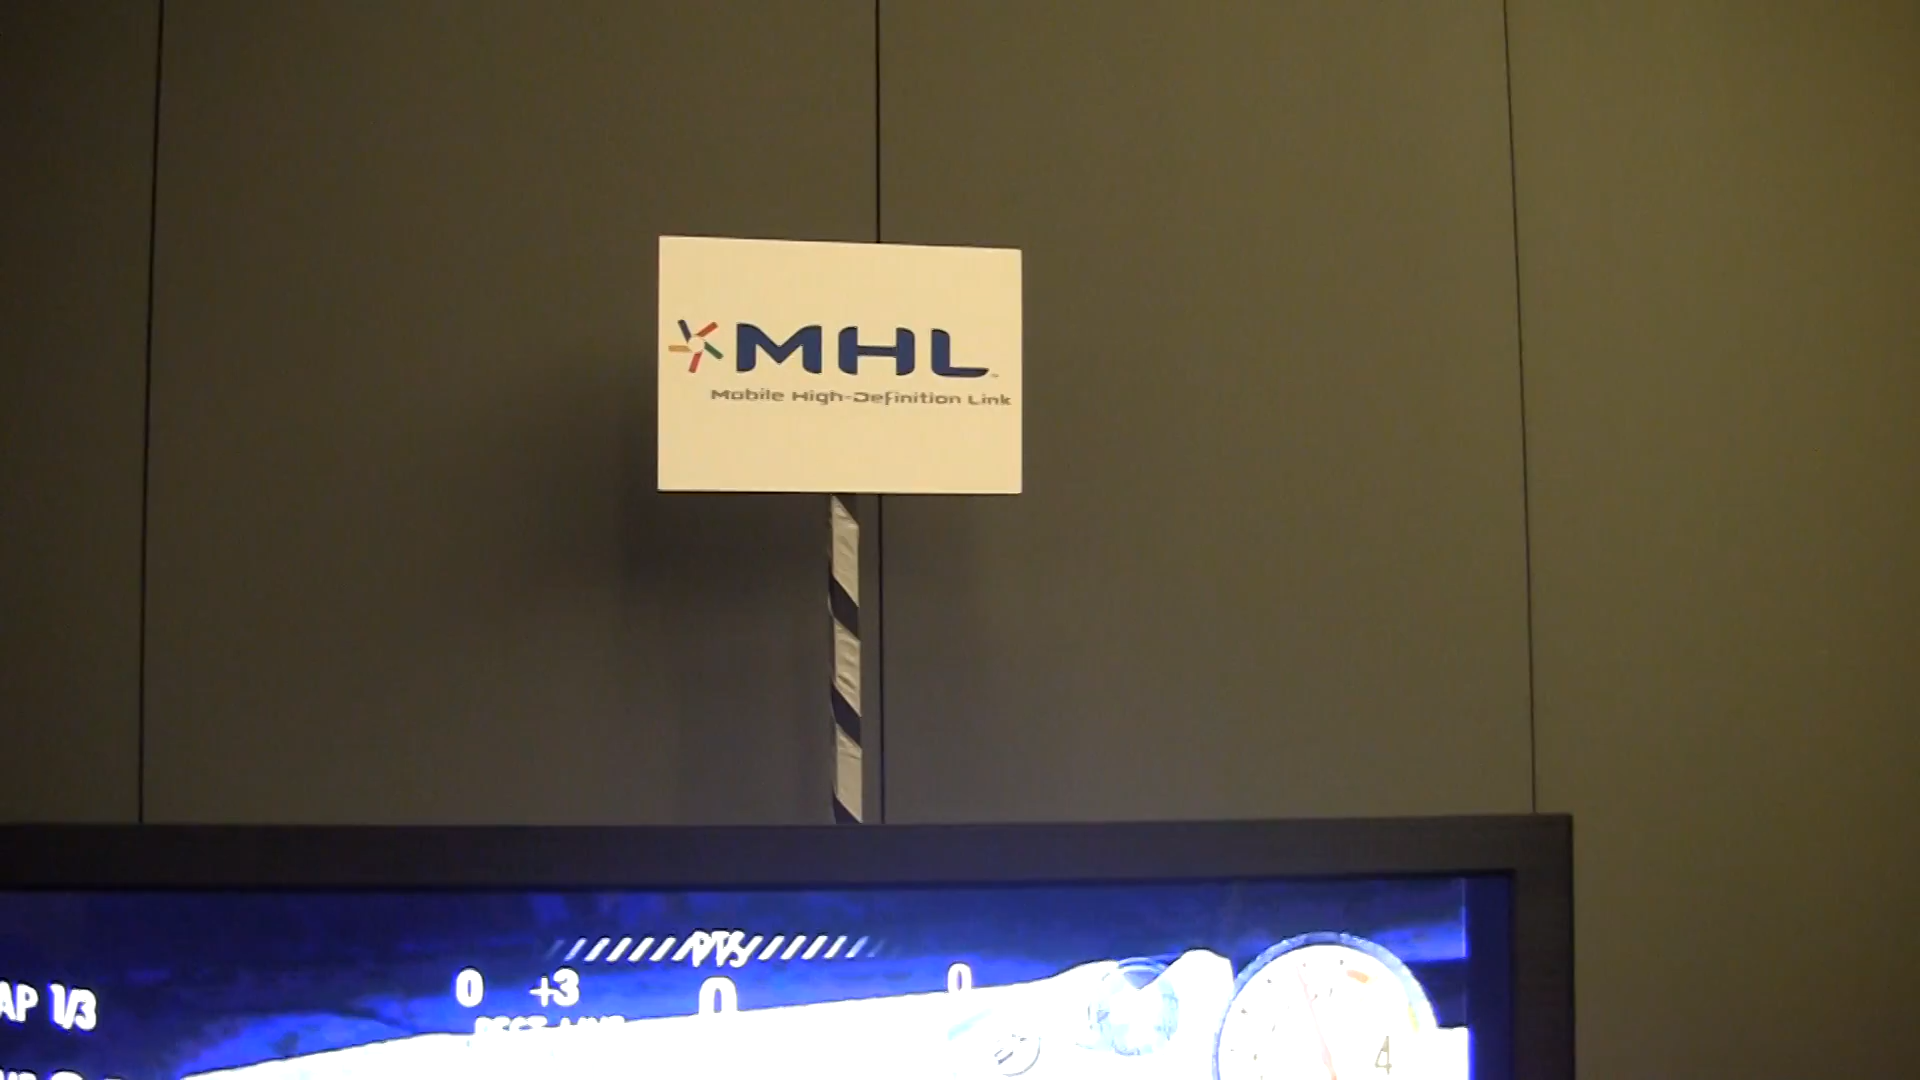 MHL
Mobile High-Definition Link
PTS
0 +3 0 0
AP 1/3
4